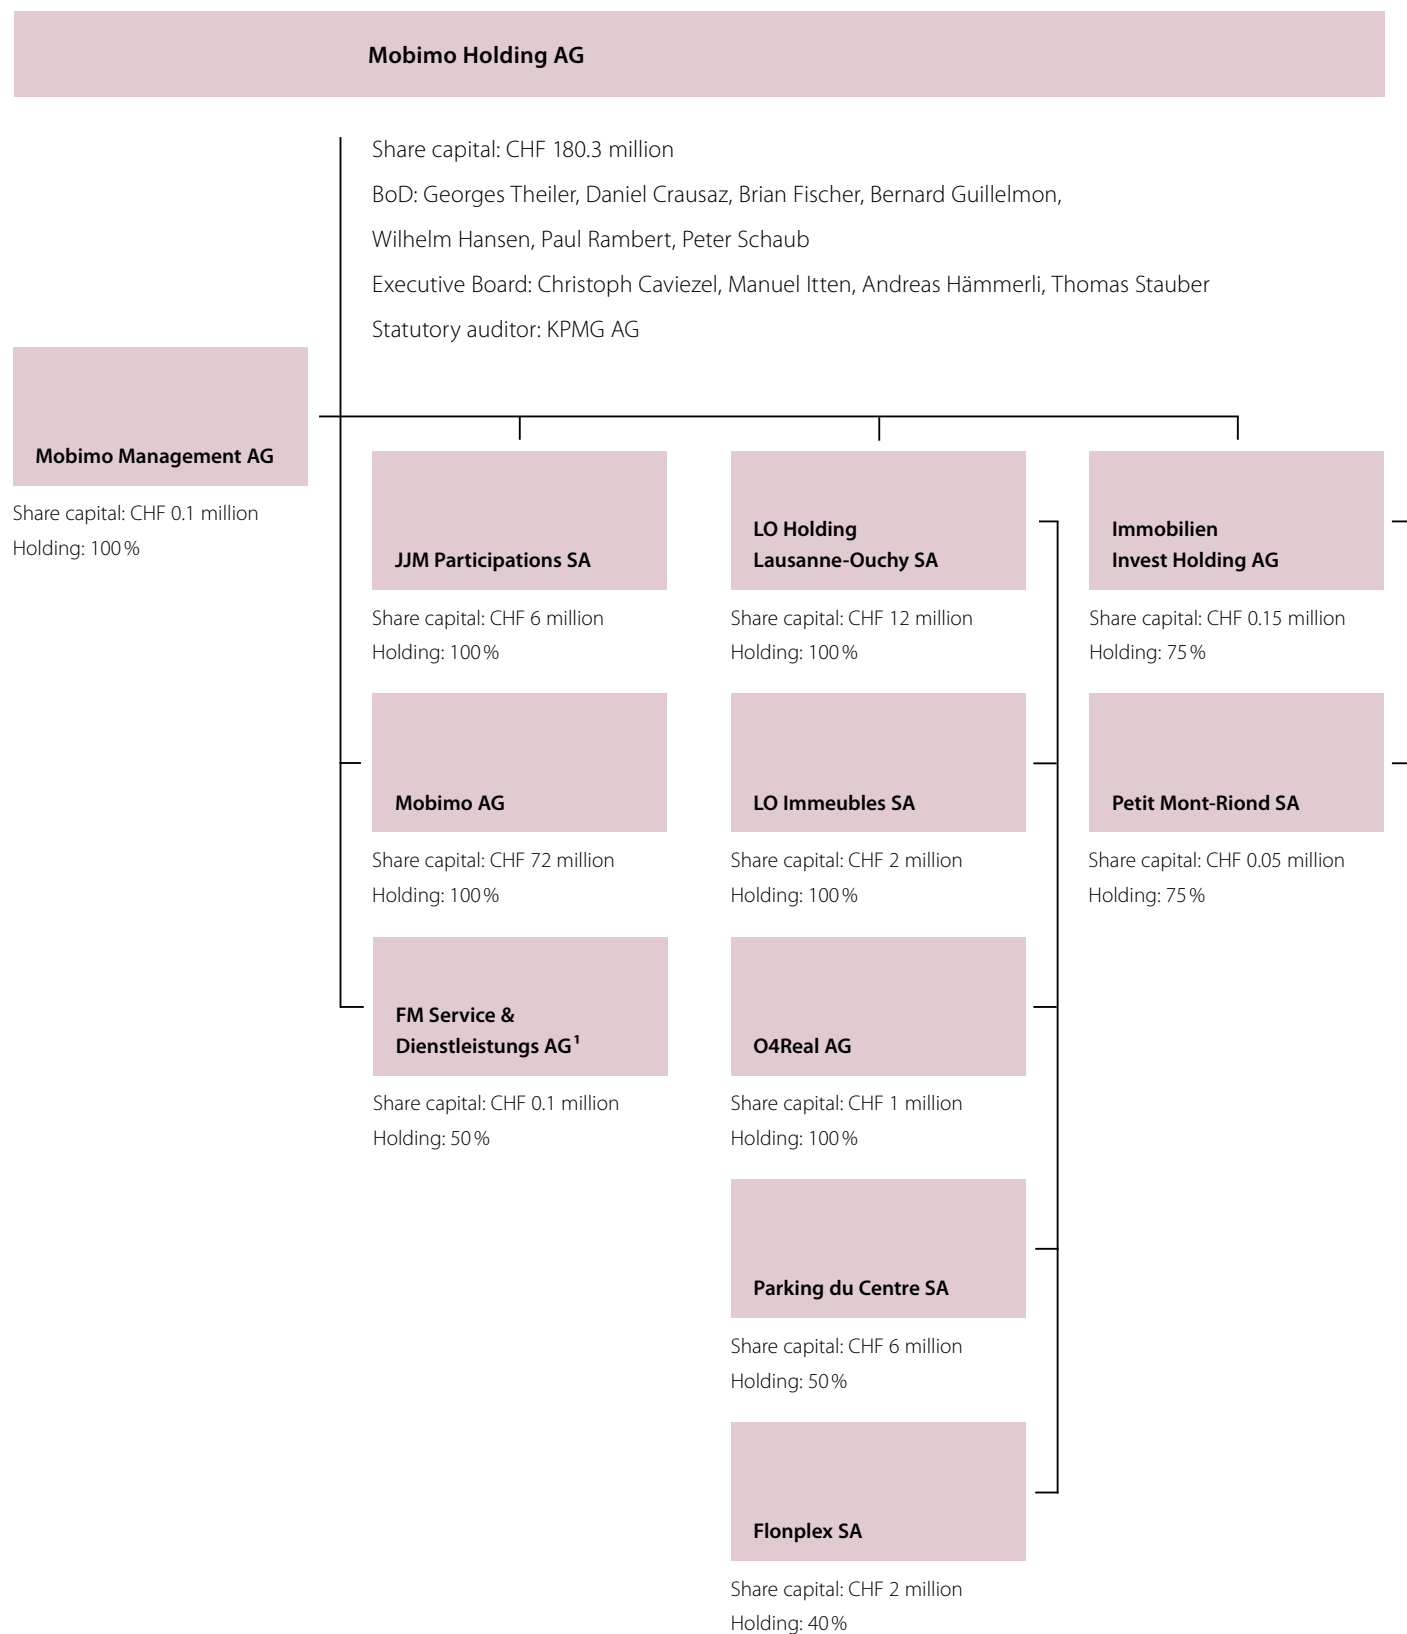 Mobimo Holding AG
Share capital: CHF 180.3 million
BoD: Georges Theiler, Daniel Crausaz, Brian Fischer, Bernard Guillelmon,
Wilhelm Hansen, Paul Rambert, Peter Schaub
Executive Board: Christoph Caviezel, Manuel Itten, Andreas Hämmerli, Thomas Stauber
Statutory auditor: KPMG AG
Mobimo Management AG
Share capital: CHF 0.1 million
Holding: 100%
JJM Participations SA
Share capital: CHF 6 million
Holding: 100%
Mobimo AG
Share capital: CHF 72 million
Holding: 100%
FM Service &
Dienstleistungs AG¹
Share capital: CHF 0.1 million
Holding: 50%
LO Holding
Lausanne-Ouchy SA
Share capital: CHF 12 million
Holding: 100%
LO Immeubles SA
Share capital: CHF 2 million
Holding: 100%
O4Real AG
Share capital: CHF 1 million
Holding: 100%
Parking du Centre SA
Share capital: CHF 6 million
Holding: 50%
Flonplex SA
Share capital: CHF 2 million
Holding: 40%
Immobilien
Invest Holding AG
Share capital: CHF 0.15 million
Holding: 75%
Petit Mont-Riond SA
Share capital: CHF 0.05 million
Holding: 75%